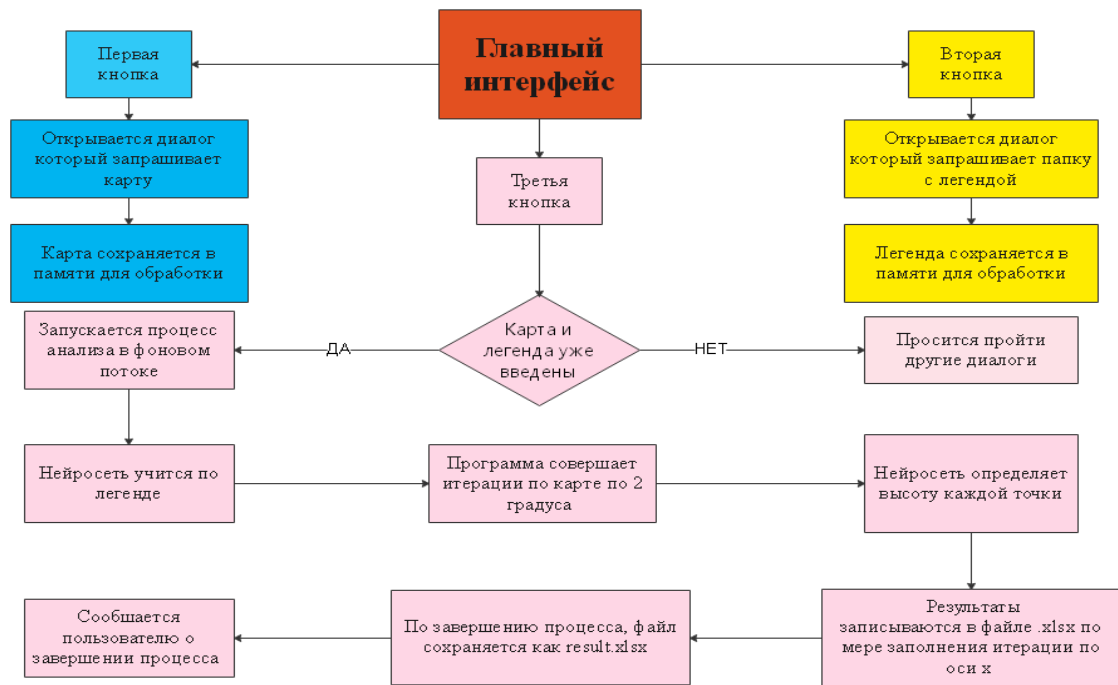 Главный
интерфейс
Первая
кнопка
Вторая
кнопка
Открывается диалог
который запрашивает
карту
Открывается диалог
который запрашивает папку
с легендой
Третья
кнопка
Карта сохраняется в
памяти для обработки
Легенда сохраняется в
памяти для обработки
Запускается процесс
анализа в фоновом
потоке
ДА
Карта и
легенда уже
введены
НЕТ
Просится пройти
другие диалоги
Нейросеть учится по
легенде
Программа совершает
итерации по карте по 2
градуса
Нейросеть определяет
высоту каждой точки
Результаты
записываются в файле .xlsx по
мере заполнения итерации по
оси x
По завершению процесса, файл
сохраняется как result.xlsx
Сообшается
пользователю о
завершении процесса